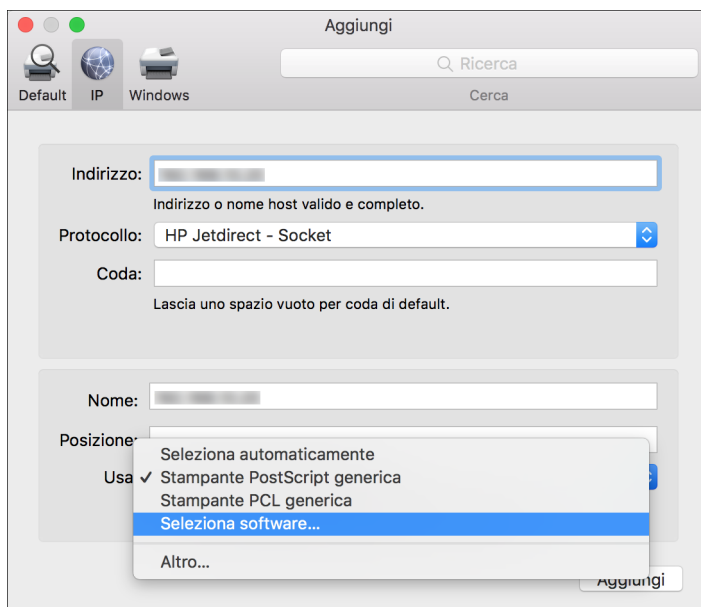 Aggiungi
Default IP Windows
Ricerca
Cerca
Indirizzo:
Indirizzo o nome host valido e completo.
Protocollo: HP Jetdirect - Socket
Coda:
Lascia uno spazio vuoto per coda di default.
Nome:
Posizione:
Seleziona automaticamente
Usa ✓ Stampante PostScript generica
Stampante PCL generica
Seleziona software...
Altro...
Aggiungi